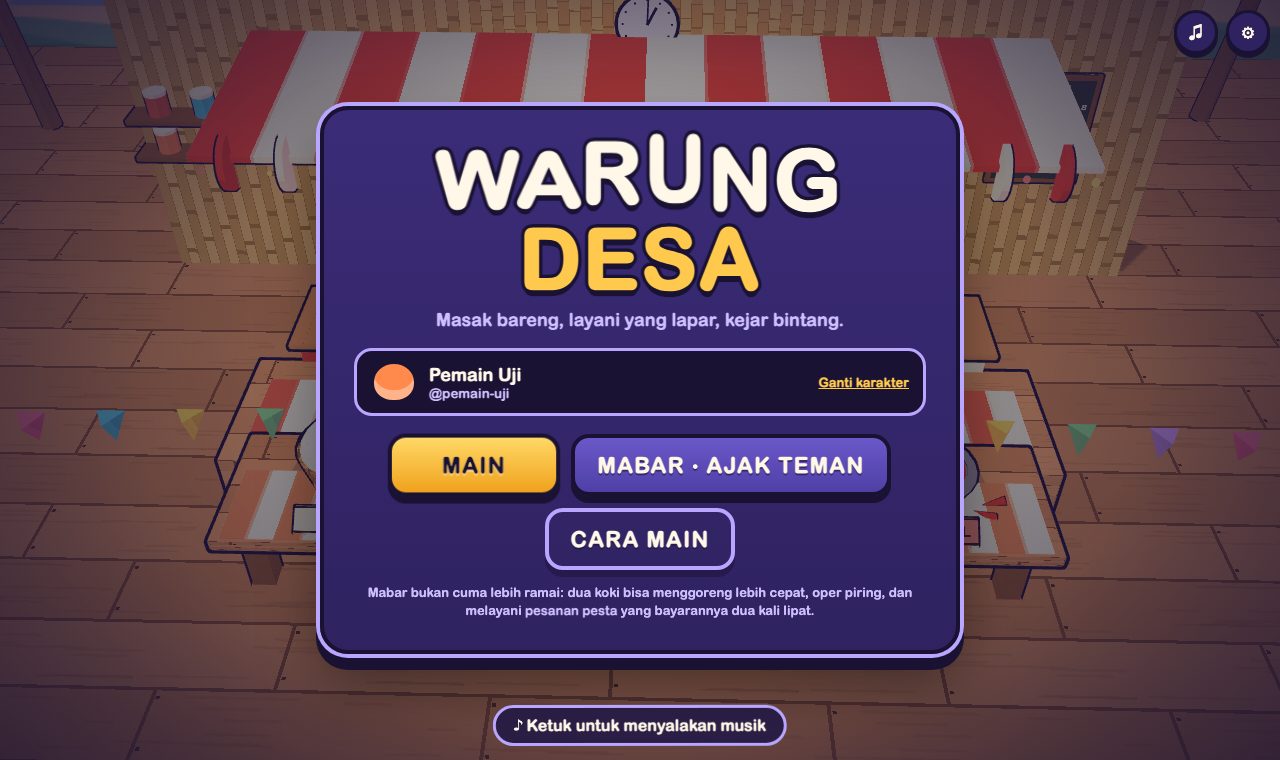 WARUNG
DESA
Masak bareng, layani yang lapar, kejar bintang.
Pemain Uji
@pemain-uji
Ganti karakter
MAIN
MABAR · AJAK TEMAN
CARA MAIN
Mabar bukan cuma lebih ramai: dua koki bisa menggoreng lebih cepat, oper piring, dan
melayani pesanan pesta yang bayarannya dua kali lipat.
♪ Ketuk untuk menyalakan musik